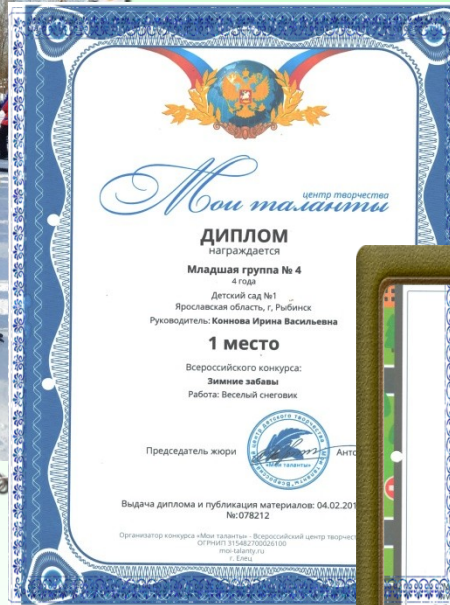 центр творчества
Мои таланты
ДИПЛОМ
награждается
Младшая группа № 4
4 года
Детский сад №1
Ярославская область, г, Рыбинск
Руководитель: Коннова Ирина Васильевна
1 место
Всероссийского конкурса:
Зимние забавы
Работа: Веселый снеговик
Председатель жюри
«Мои таланты»
Выдача диплома и публикация материалов: 04.02.201
№:078212
Организатор конкурса «Мои таланты» - Всероссийский центр
ОГРНИП 315482700026100
moi-talanty.ru
г. Елец